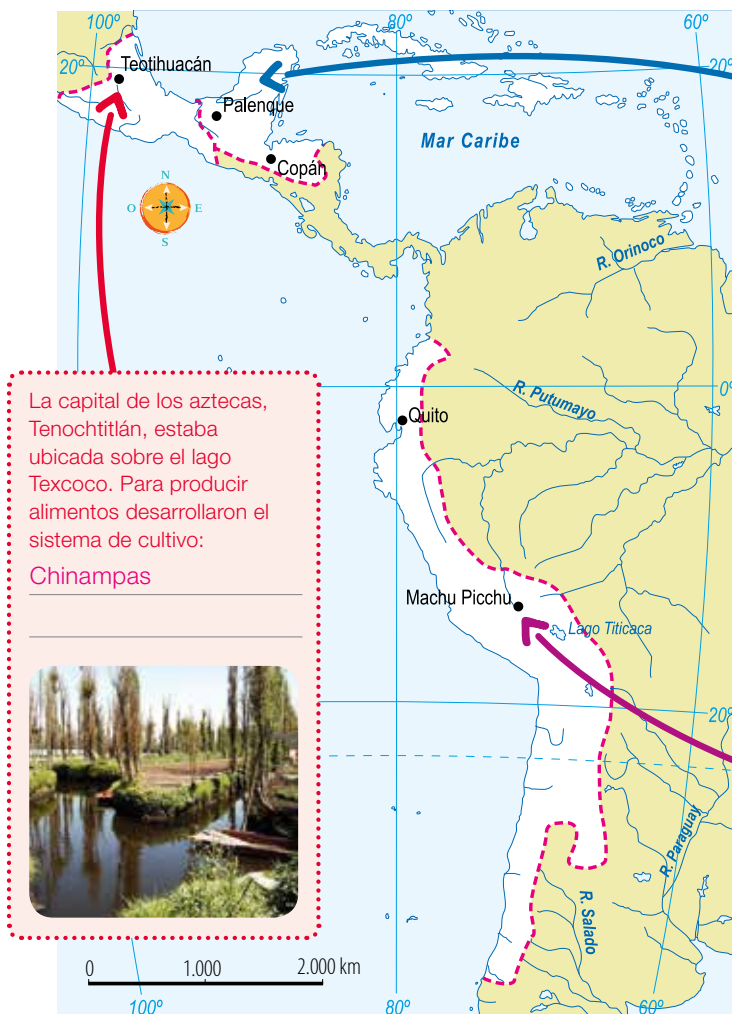 100º
80º
60º
20º
20º
Teotihuacán
Palenque
Copán
Mar Caribe
N
O
E
S
R. Orinoco
0º
R. Putumayo
Quito
La capital de los aztecas,
Tenochtitlán, estaba
ubicada sobre el lago
Texcoco. Para producir
alimentos desarrollaron el
sistema de cultivo:
Chinampas
Machu Picchu
Lago Titicaca
20º
R. Paraguay
R. Salado
0
1.000
2.000 km
100º
80º
60º